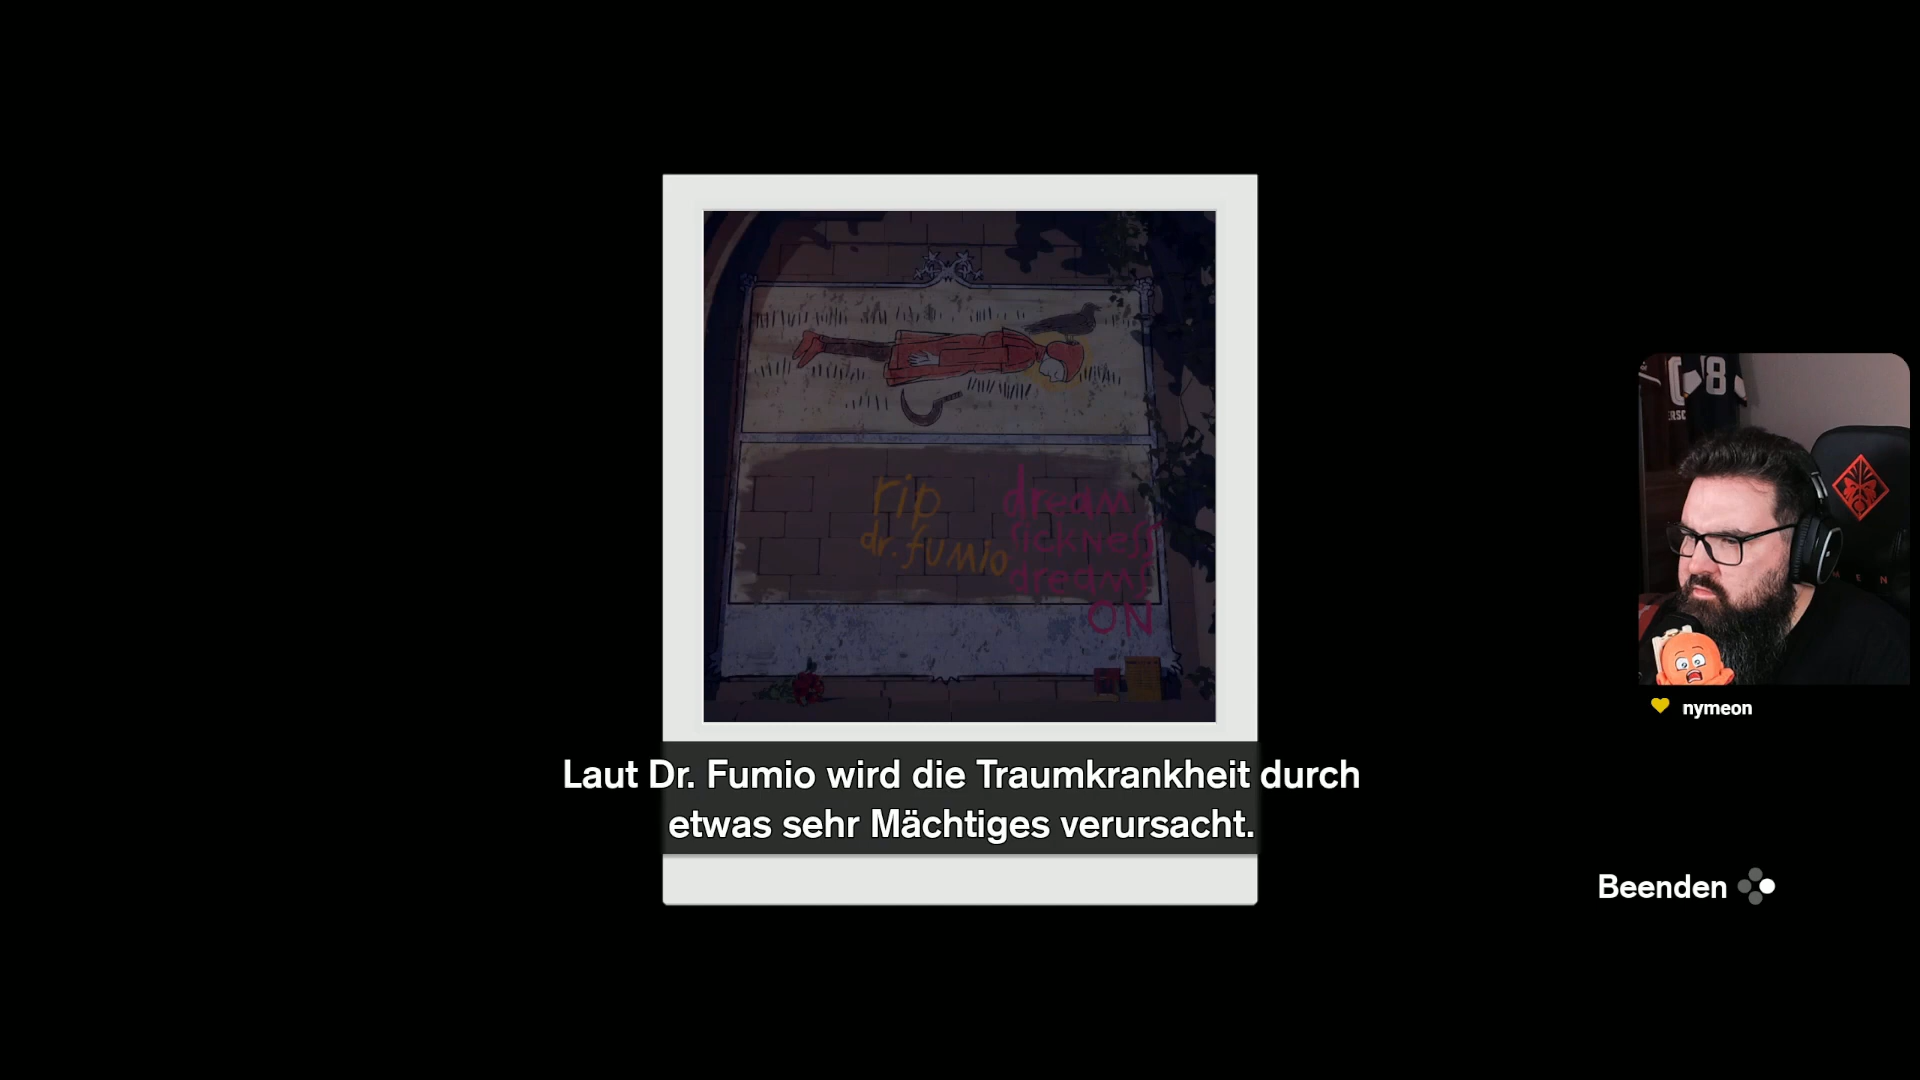 rip
dr. fumio
dream
sickness
dreams
ON
Laut Dr. Fumio wird die Traumkrankheit durch
etwas sehr Mächtiges verursacht.
Beenden
8
nymeon